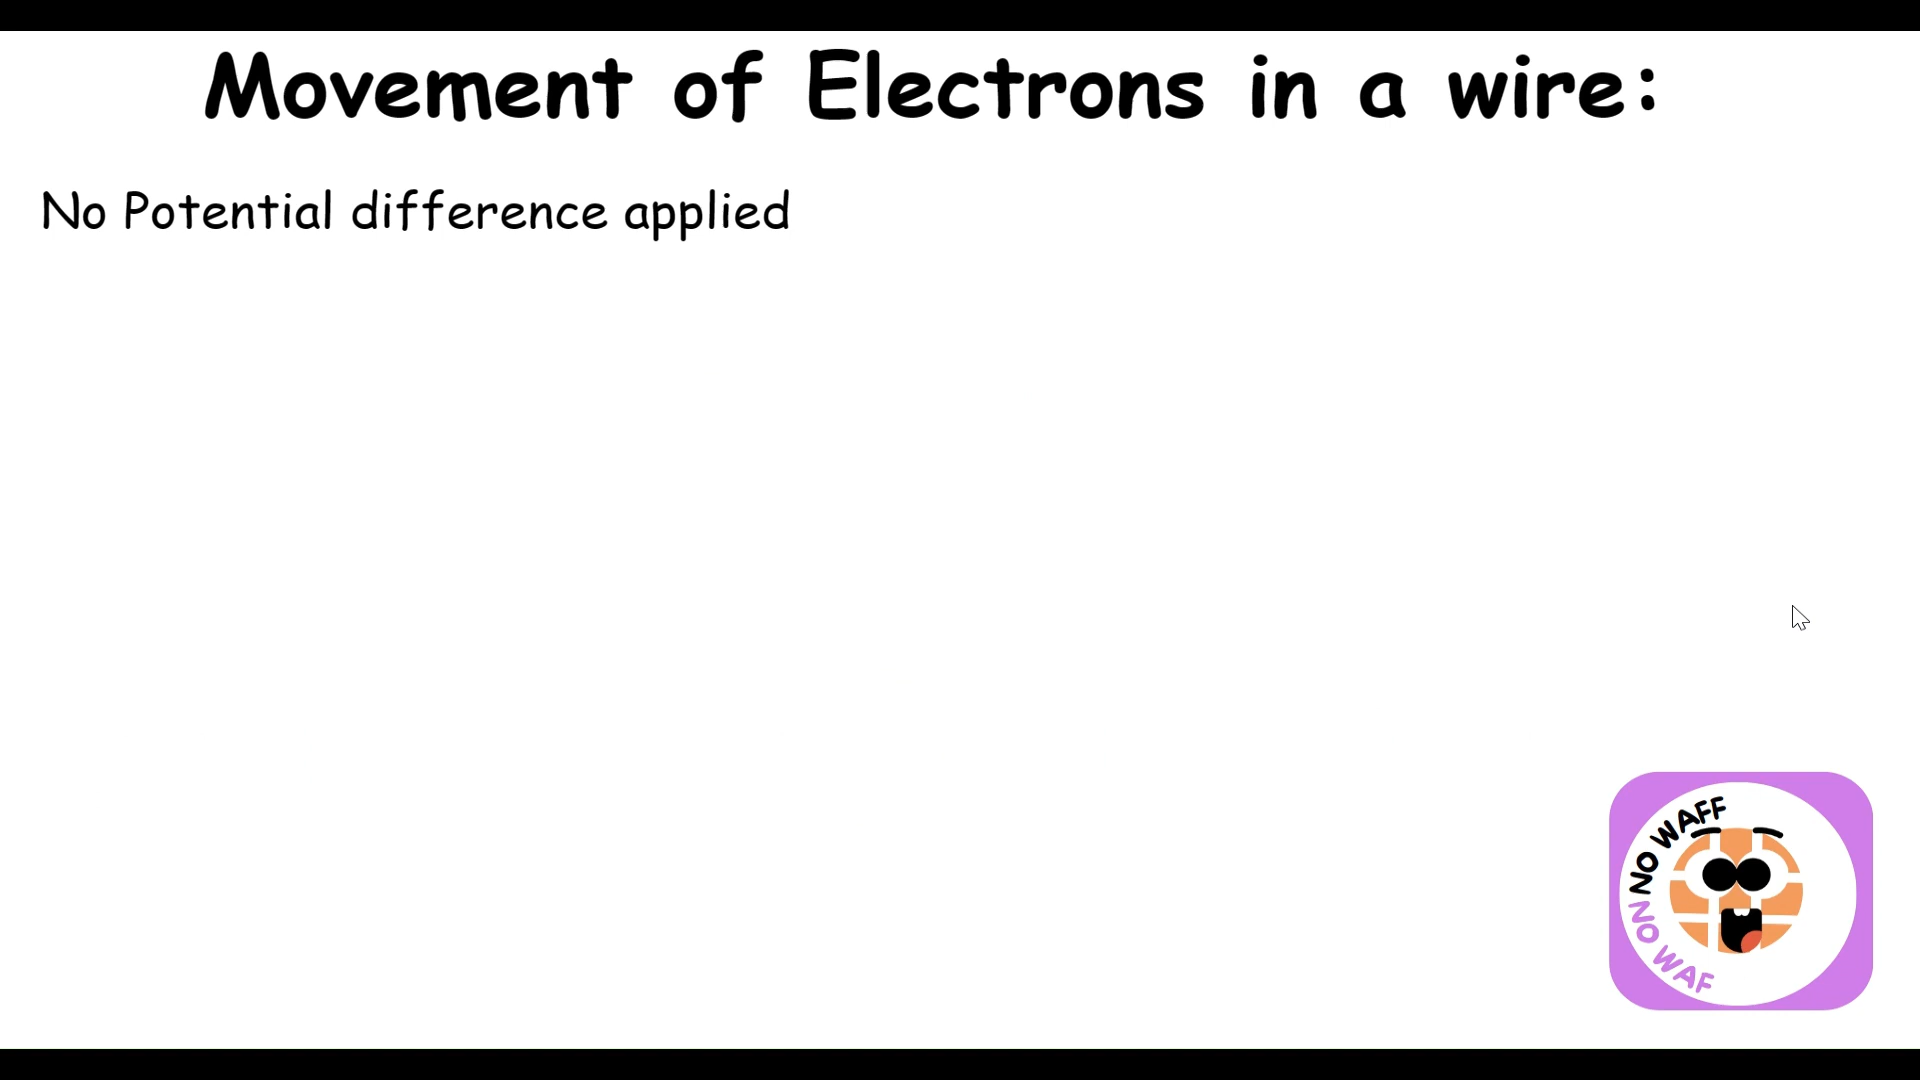 Movement of Electrons in a wire:
No Potential difference applied
NO WAFF
NO WAF